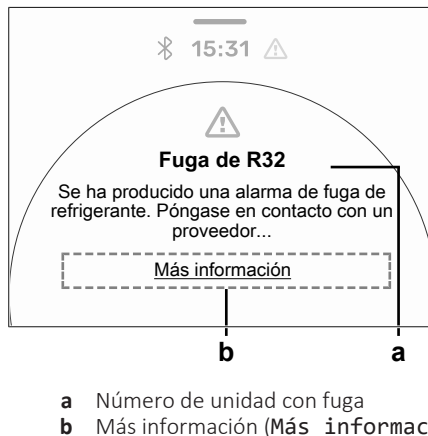 15:31
Fuga de R32
Se ha producido una alarma de fuga de
refrigerante. Póngase en contacto con un
proveedor...
Más información
b a
a Número de unidad con fuga
b Más información (Más informac